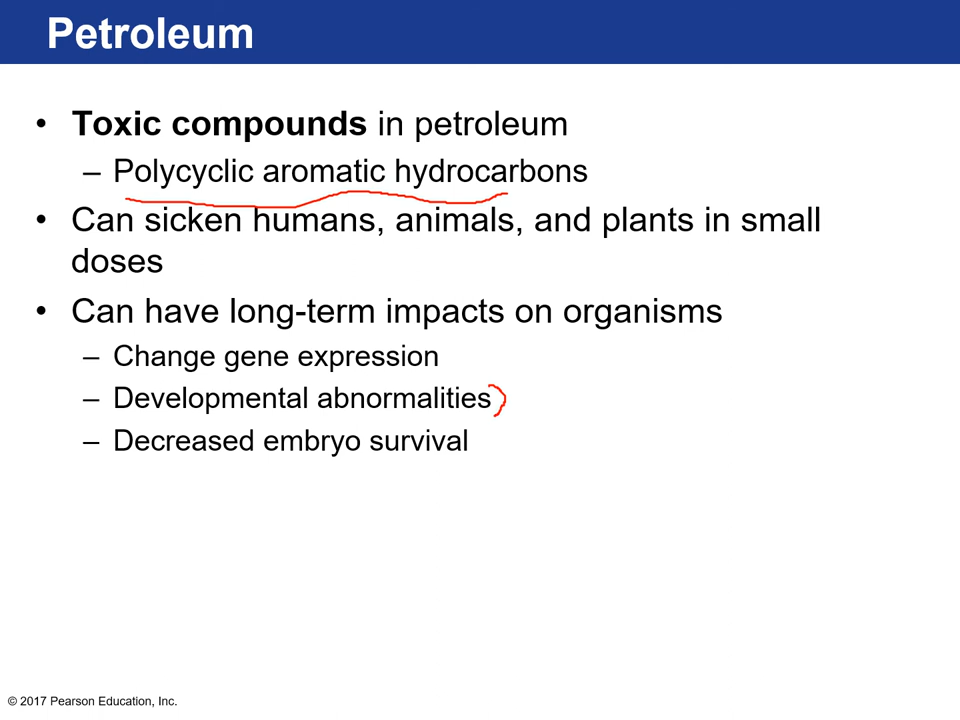 Petroleum
• Toxic compounds in petroleum
– Polycyclic aromatic hydrocarbons
• Can sicken humans, animals, and plants in small
doses
• Can have long-term impacts on organisms
– Change gene expression
– Developmental abnormalities
– Decreased embryo survival
© 2017 Pearson Education, Inc.